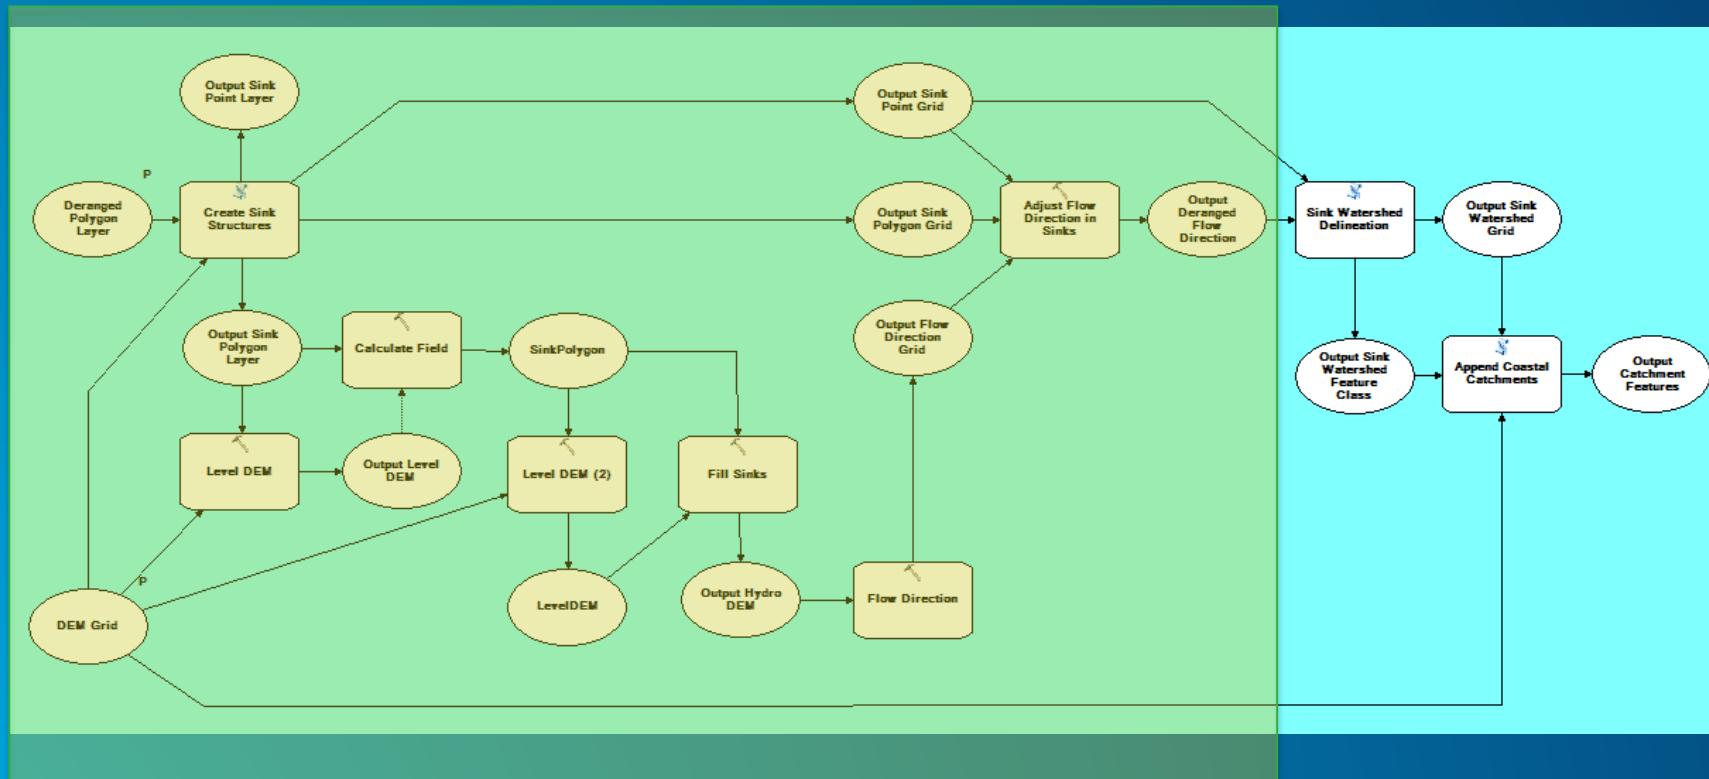 Output Sink
Point Layer
Output Sink
Point Grid
P
Deranged
Polygon
Layer
Create Sink
Structures
Output Sink
Polygon Grid
Adjust Flow
Direction in
Sinks
Output
Deranged
Flow
Direction
Sink Watershed
Delineation
Output Sink
Watershed
Grid
Output Sink
Polygon
Layer
Calculate Field
SinkPolygon
Output Flow
Direction
Grid
Output Sink
Watershed
Feature
Class
Append Coastal
Catchments
Output
Catchment
Features
Level DEM
Output Level
DEM
Level DEM (2)
Fill Sinks
P
DEM Grid
LevelDEM
Output Hydro
DEM
Flow Direction